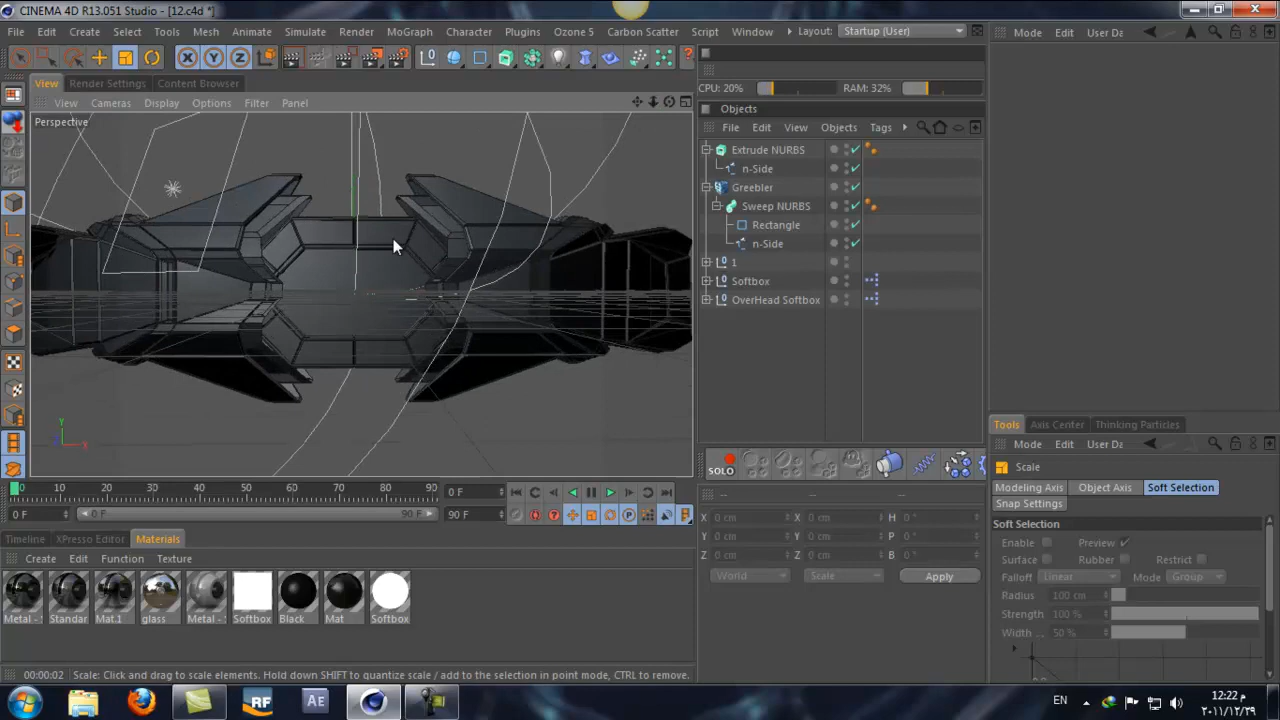 CINEMA 4D R13.051 Studio - [12.c4d *]
File Edit Create Select Tools Mesh Animate Simulate Render MoGraph Character Plugins Ozone 5 Carbon Scatter Script Window Layout: Startup (User)
Mode Edit User Da
X Y Z
View Render Settings Content Browser
CPU: 20% RAM: 32%
View Cameras Display Options Filter Panel
Objects
Perspective
File Edit View Objects Tags
Extrude NURBS
n-Side
Greebler
Sweep NURBS
Rectangle
n-Side
1
Softbox
OverHead Softbox
Y
X
Tools Axis Center Thinking Particles
Mode Edit User Da
SOLO
Scale
Modeling Axis Object Axis Soft Selection
Snap Settings
Soft Selection
Enable Preview
Surface Rubber Restrict
Falloff Linear Mode Group
Radius 100 cm
Strength 100 %
Width ... 50 %
0 10 20 30 40 50 60 70 80 90 0 F
0 F 0 F 90 F 90 F
-- -- --
X 0 cm X 0 cm H 0 °
Y 0 cm Y 0 cm P 0 °
Z 0 cm Z 0 cm B 0 °
World Scale Apply
Timeline XPresso Editor Materials
Create Edit Function Texture
Metal - Standar Mat.1 glass Metal - Softbox Black Mat Softbox
00:00:02 Scale: Click and drag to scale elements. Hold down SHIFT to quantize scale / add to the selection in point mode, CTRL to remove.
RF Ae
EN
12:22 م
٢٠١١/١٢/٢٩